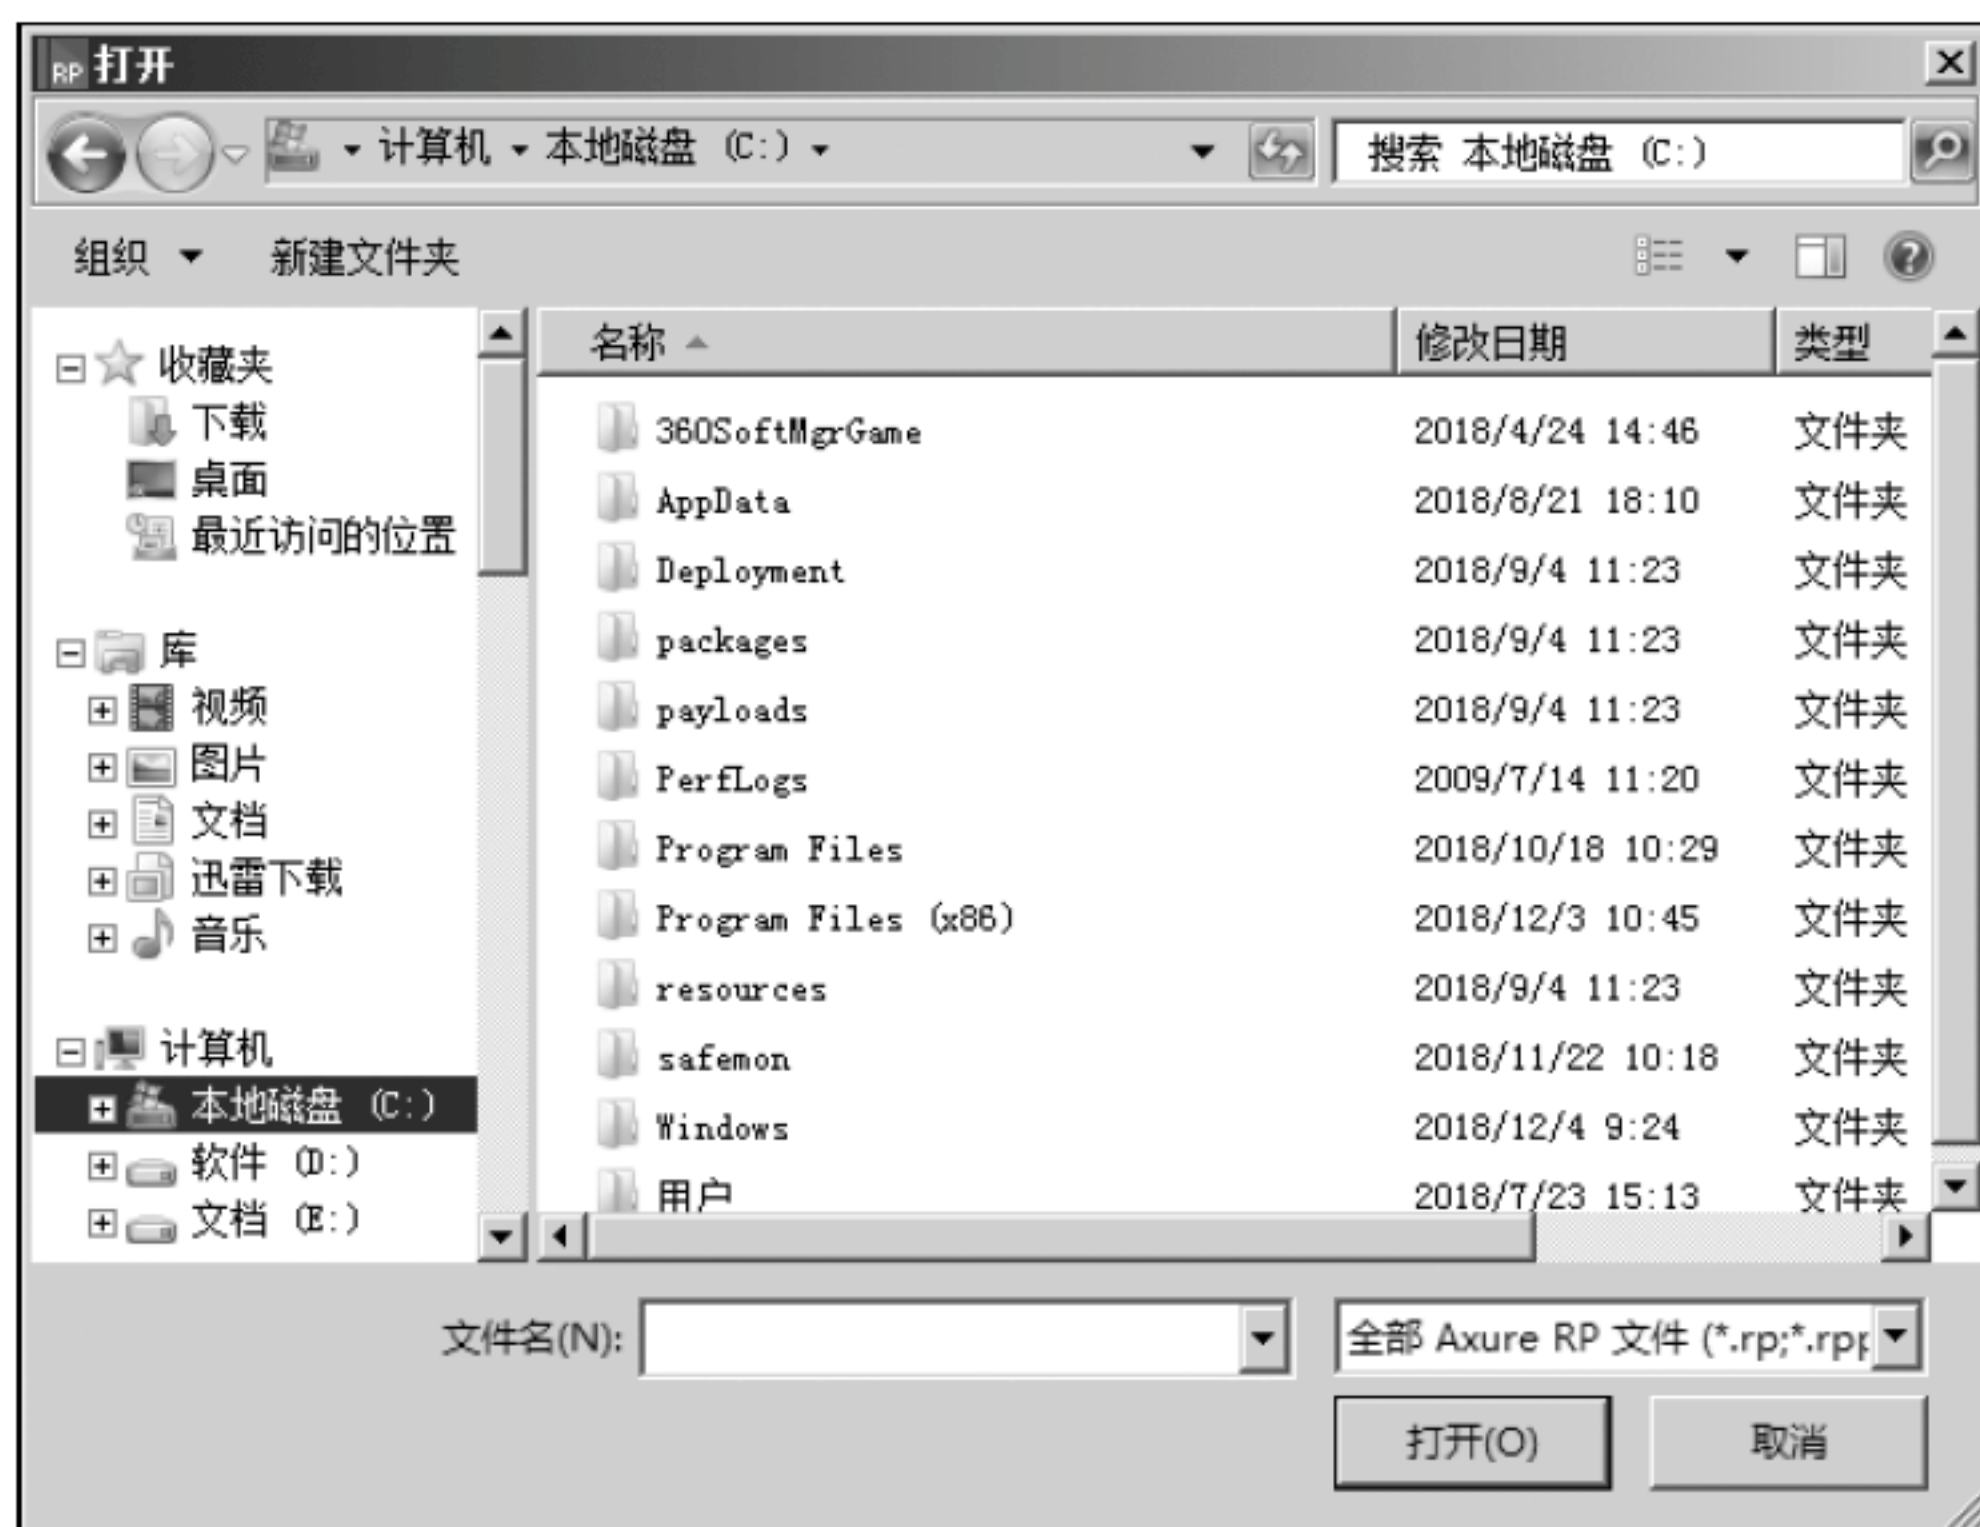 RP 打开
计算机 本地磁盘 (C:) 搜索 本地磁盘 (C:)
组织 新建文件夹
收藏夹
下载
桌面
最近访问的位置
库
视频
图片
文档
迅雷下载
音乐
计算机
本地磁盘 (C:)
软件 (D:)
文档 (E:)
名称 修改日期 类型
360SoftMgrGame 2018/4/24 14:46 文件夹
AppData 2018/8/21 18:10 文件夹
Deployment 2018/9/4 11:23 文件夹
packages 2018/9/4 11:23 文件夹
payloads 2018/9/4 11:23 文件夹
PerfLogs 2009/7/14 11:20 文件夹
Program Files 2018/10/18 10:29 文件夹
Program Files (x86) 2018/12/3 10:45 文件夹
resources 2018/9/4 11:23 文件夹
safemon 2018/11/22 10:18 文件夹
Windows 2018/12/4 9:24 文件夹
用户 2018/7/23 15:13 文件夹
文件名(N): 全部 Axure RP 文件 (*.rp;*.rpp
打开(O) 取消